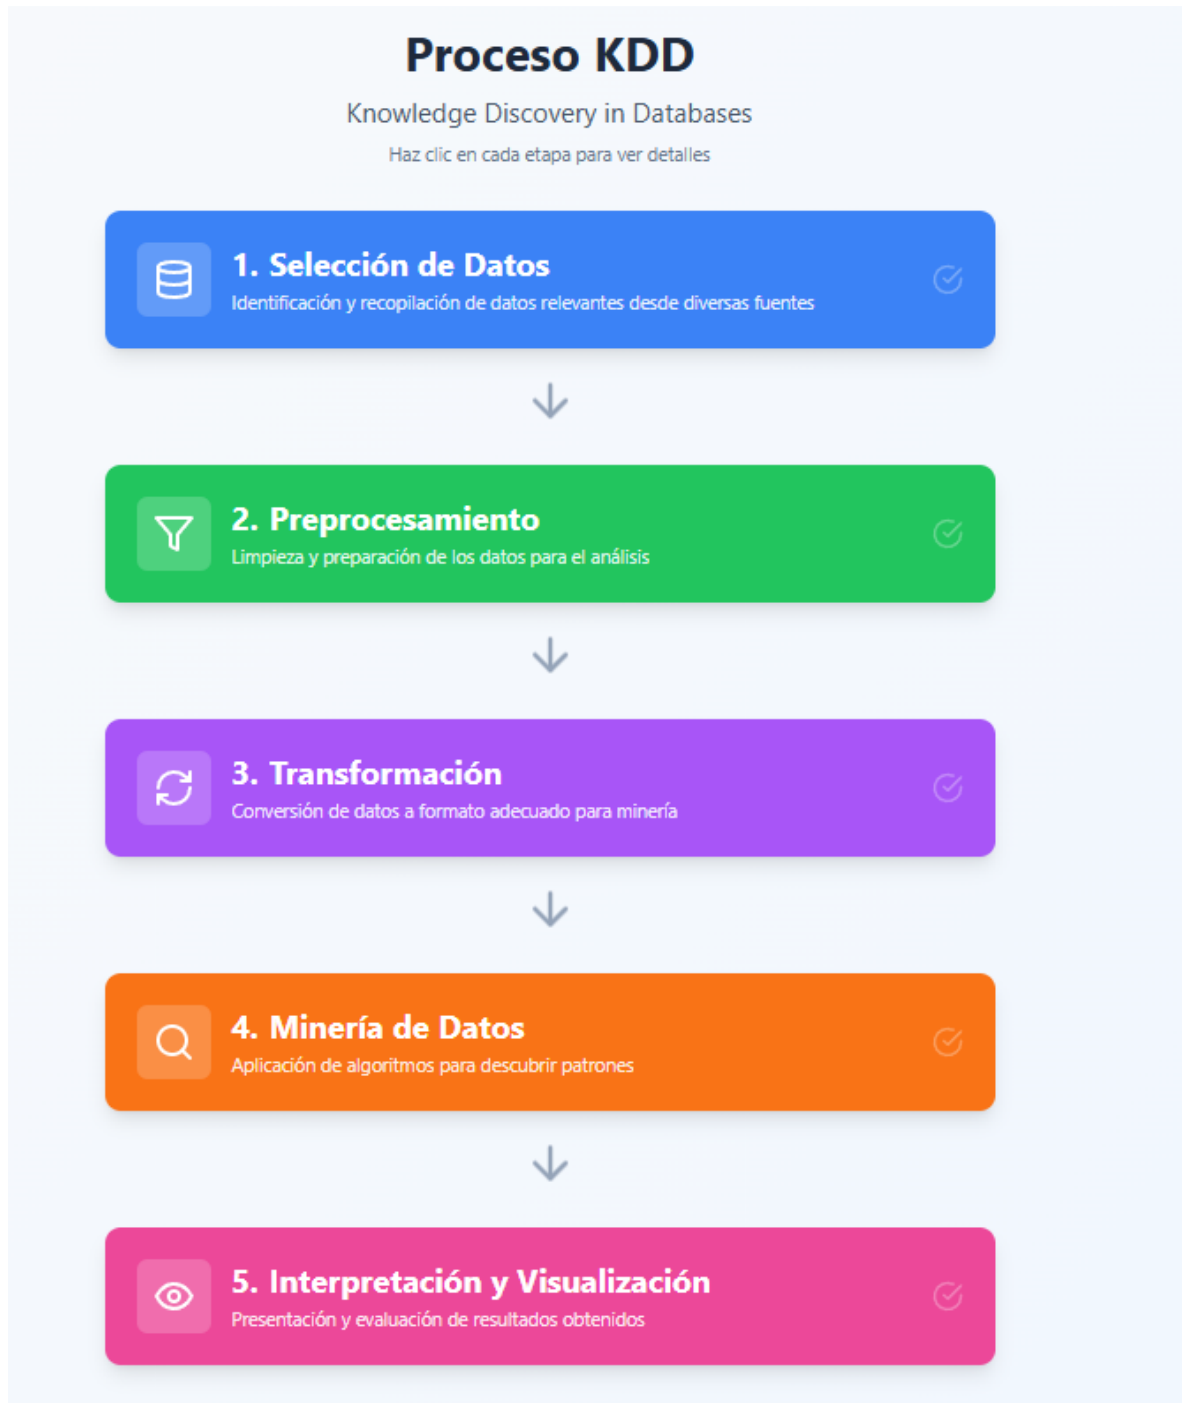 Proceso KDD
Knowledge Discovery in Databases
Haz clic en cada etapa para ver detalles
1. Selección de Datos
Identificación y recopilación de datos relevantes desde diversas fuentes
2. Preprocesamiento
Limpieza y preparación de los datos para el análisis
3. Transformación
Conversión de datos a formato adecuado para minería
4. Minería de Datos
Aplicación de algoritmos para descubrir patrones
5. Interpretación y Visualización
Presentación y evaluación de resultados obtenidos